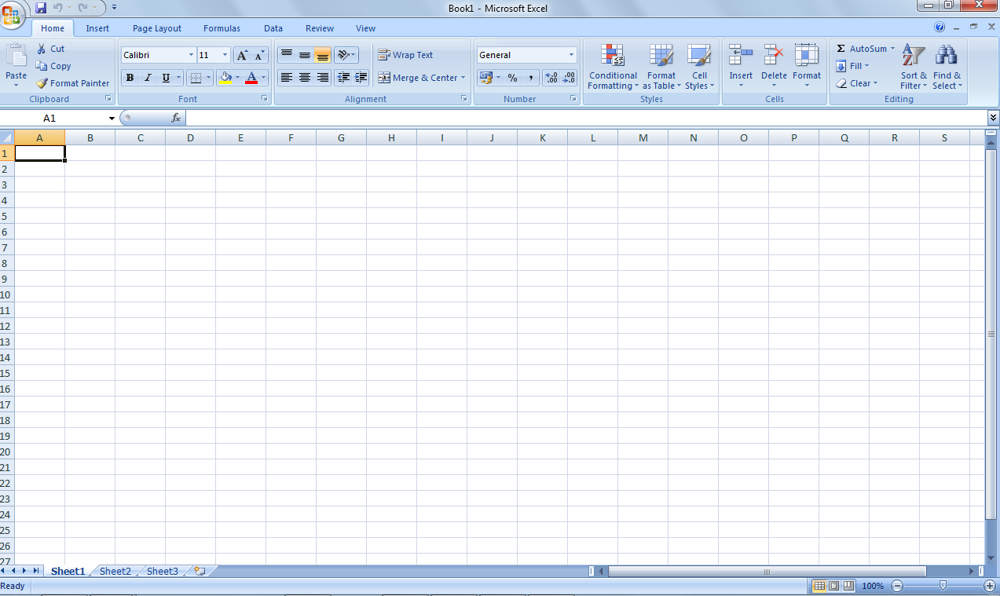 Book1 - Microsoft Excel
Home Insert Page Layout Formulas Data Review View
Paste
Cut
Copy
Format Painter
Clipboard
Calibri 11
A A
B I U A
Font
Wrap Text
Merge & Center
Alignment
General
% ,
Number
Conditional Formatting
Format as Table
Cell Styles
Styles
Insert Delete Format
Cells
Σ AutoSum
Fill
Clear
Sort & Filter
Find & Select
Editing
A1 fx
A B C D E F G H I J K L M N O P Q R S
1
2
3
4
5
6
7
8
9
10
11
12
13
14
15
16
17
18
19
20
21
22
23
24
25
26
27
Sheet1 Sheet2 Sheet3
Ready 100%